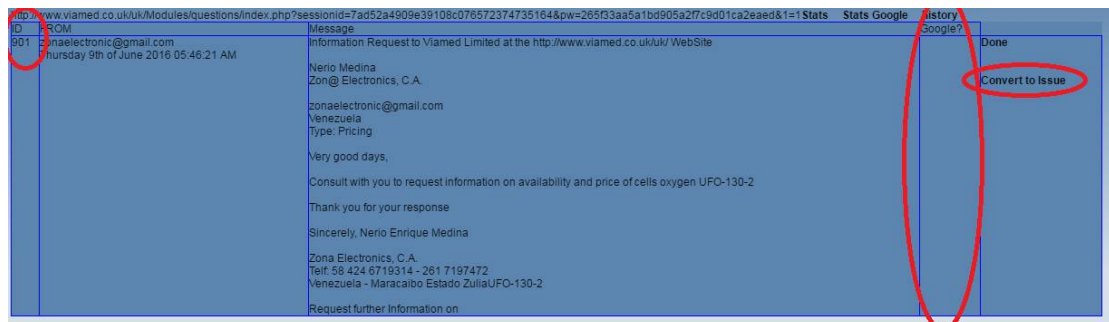 http://www.viamed.co.uk/uk/Modules/questions/index.php?sessionid=7ad52a4909e39108c076572374735164&pw=265f33aa5a1bd905a2f7c9d01ca2eaed&1=1 Stats Stats Google History
ID FROM Message Google?
901 zonaelectronic@gmail.com Information Request to Viamed Limited at the http://www.viamed.co.uk/uk/ WebSite Done
Thursday 9th of June 2016 05:46:21 AM
Nerio Medina
Zon@ Electronics, C.A. Convert to Issue
zonaelectronic@gmail.com
Venezuela
Type: Pricing
Very good days,
Consult with you to request information on availability and price of cells oxygen UFO-130-2
Thank you for your response
Sincerely, Nerio Enrique Medina
Zona Electronics, C.A.
Telf: 58 424 6719314 - 261 7197472
Venezuela - Maracaibo Estado ZuliaUFO-130-2
Request further Information on